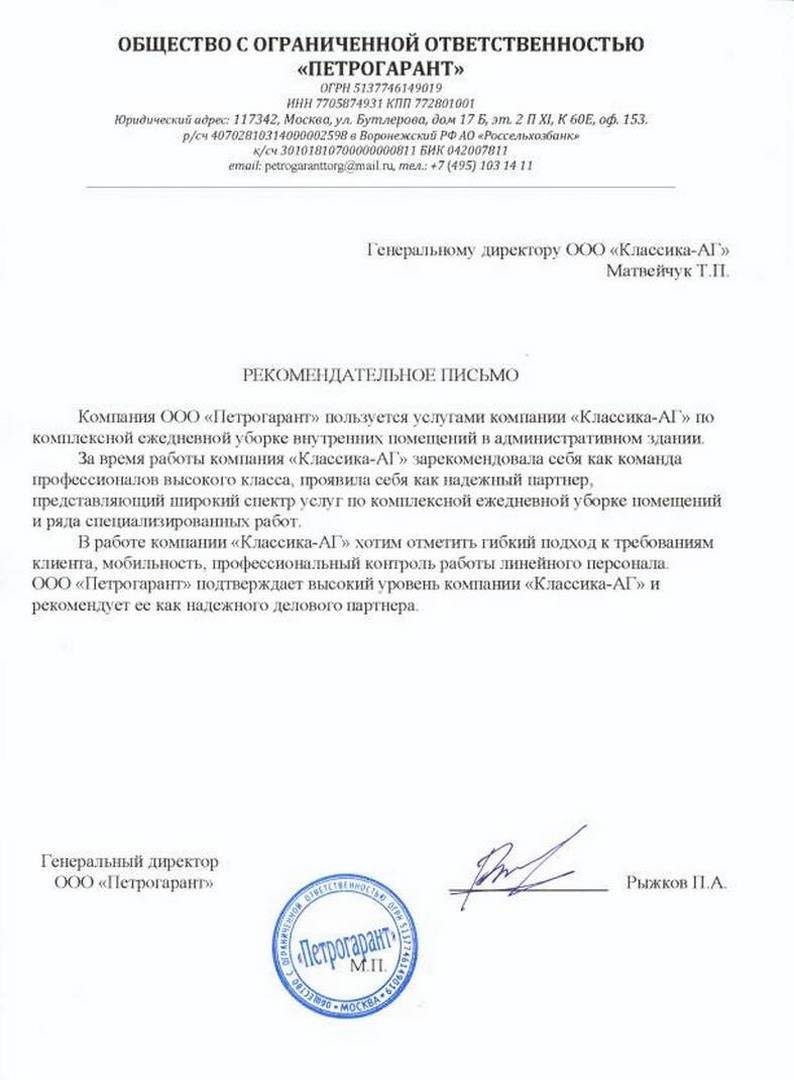 ОБЩЕСТВО С ОГРАНИЧЕННОЙ ОТВЕТСТВЕННОСТЬЮ
«ПЕТРОГАРАНТ»
ОГРН 5137746149019
ИНН 7705874931 КПП 772801001
Юридический адрес: 117342, Москва, ул. Бутлерова, дом 17 Б, эт. 2 П XI, К 60Е, оф. 153.
р/сч 40702810314000002598 в Воронежский РФ АО «Россельхозбанк»
к/сч 30101810700000000811 БИК 042007811
email: petrogaranttorg@mail.ru, тел.: +7 (495) 103 14 11
Генеральному директору ООО «Классика-АГ»
Матвейчук Т.П.
РЕКОМЕНДАТЕЛЬНОЕ ПИСЬМО
Компания ООО «Петрогарант» пользуется услугами компании «Классика-АГ» по
комплексной ежедневной уборке внутренних помещений в административном здании.
За время работы компания «Классика-АГ» зарекомендовала себя как команда
профессионалов высокого класса, проявила себя как надежный партнер,
представляющий широкий спектр услуг по комплексной ежедневной уборке помещений
и ряда специализированных работ.
В работе компании «Классика-АГ» хотим отметить гибкий подход к требованиям
клиента, мобильность, профессиональный контроль работы линейного персонала.
ООО «Петрогарант» подтверждает высокий уровень компании «Классика-АГ» и
рекомендует ее как надежного делового партнера.
Генеральный директор
ООО «Петрогарант»
Рыжков П.А.
ОБЩЕСТВО С ОГРАНИЧЕННОЙ ОТВЕТСТВЕННОСТЬЮ ОГРН 5137746149019
«Петрогарант»
М.П.
• МОСКВА •